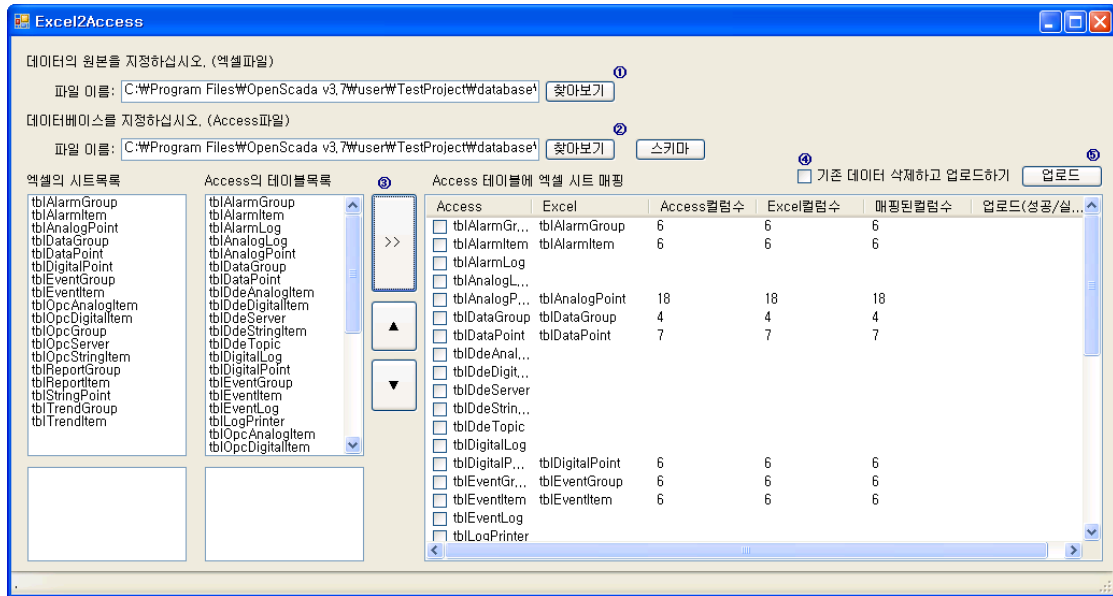 Excel2Access
데이터의 원본을 지정하십시오, (엑셀파일)
①
파일 이름: C:₩Program Files₩OpenScada v3,7₩user₩TestProject₩database₩ 찾아보기
데이터베이스를 지정하십시오, (Access파일)
②
파일 이름: C:₩Program Files₩OpenScada v3,7₩user₩TestProject₩database₩ 찾아보기 스키마
④ ⑤
기존 데이터 삭제하고 업로드하기 업로드
엑셀의 시트목록
tblAlarmGroup
tblAlarmItem
tblAnalogPoint
tblDataGroup
tblDataPoint
tblDigitalPoint
tblEventGroup
tblEventItem
tblOpcAnalogItem
tblOpcDigitalItem
tblOpcGroup
tblOpcServer
tblOpcStringItem
tblReportGroup
tblReportItem
tblStringPoint
tblTrendGroup
tblTrendItem
Access의 테이블목록
tblAlarmGroup
tblAlarmItem
tblAlarmLog
tblAnalogLog
tblAnalogPoint
tblDataGroup
tblDataPoint
tblDdeAnalogItem
tblDdeDigitalItem
tblDdeServer
tblDdeStringItem
tblDdeTopic
tblDigitalLog
tblDigitalPoint
tblEventGroup
tblEventItem
tblEventLog
tblLogPrinter
tblOpcAnalogItem
tblOpcDigitalItem
③
>>
▲
▼
Access 테이블에 엑셀 시트 매핑
Access Excel Access컬럼수 Excel컬럼수 매핑된컬럼수 업로드(성공/실...
tblAlarmGr... tblAlarmGroup 6 6 6
tblAlarmItem tblAlarmItem 6 6 6
tblAlarmLog
tblAnalogL...
tblAnalogP... tblAnalogPoint 18 18 18
tblDataGroup tblDataGroup 4 4 4
tblDataPoint tblDataPoint 7 7 7
tblDdeAnal...
tblDdeDigit...
tblDdeServer
tblDdeStrin...
tblDdeTopic
tblDigitalLog
tblDigitalP... tblDigitalPoint 6 6 6
tblEventGr... tblEventGroup 6 6 6
tblEventItem tblEventItem 6 6 6
tblEventLog
tblLogPrinter
.